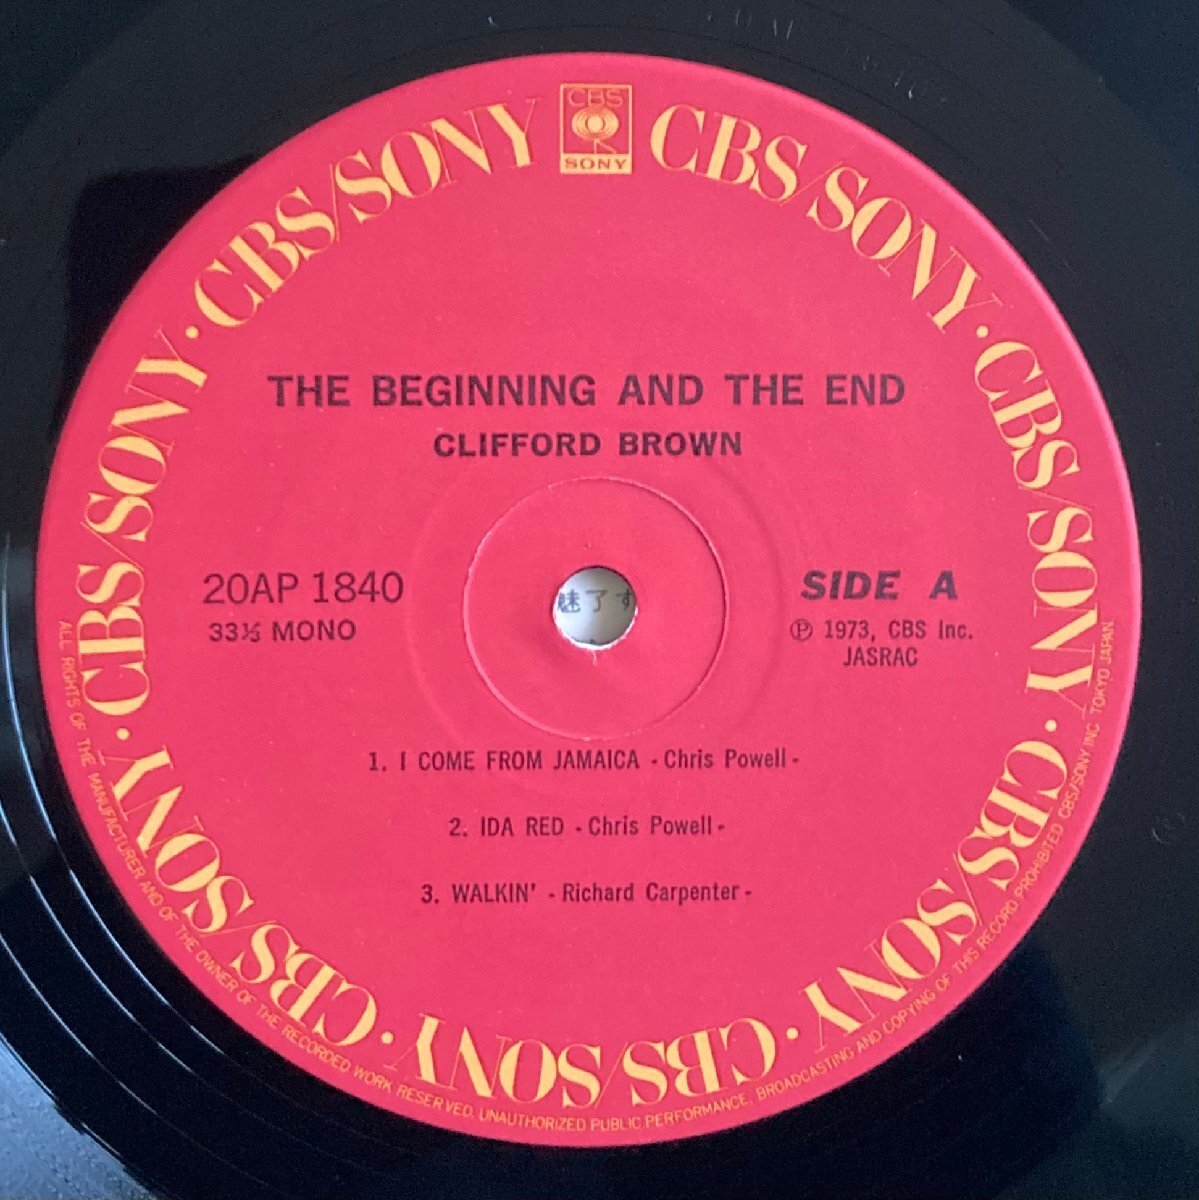 CBS
SONY
CBS/SONY · CBS/SONY · CBS/SONY · CBS/SONY · CBS/SONY · CBS/SONY · CBS/SONY · CBS/SONY
THE BEGINNING AND THE END
CLIFFORD BROWN
20AP 1840
33⅓ MONO
SIDE A
Ⓟ 1973, CBS Inc.
JASRAC
魅了す
1. I COME FROM JAMAICA - Chris Powell -
2. IDA RED - Chris Powell -
3. WALKIN' - Richard Carpenter -
ALL RIGHTS OF THE MANUFACTURER AND OF THE OWNER OF THE RECORDED WORK RESERVED. UNAUTHORIZED PUBLIC PERFORMANCE, BROADCASTING AND COPYING OF THIS RECORD PROHIBITED CBS/SONY INC. TOKYO JAPAN.